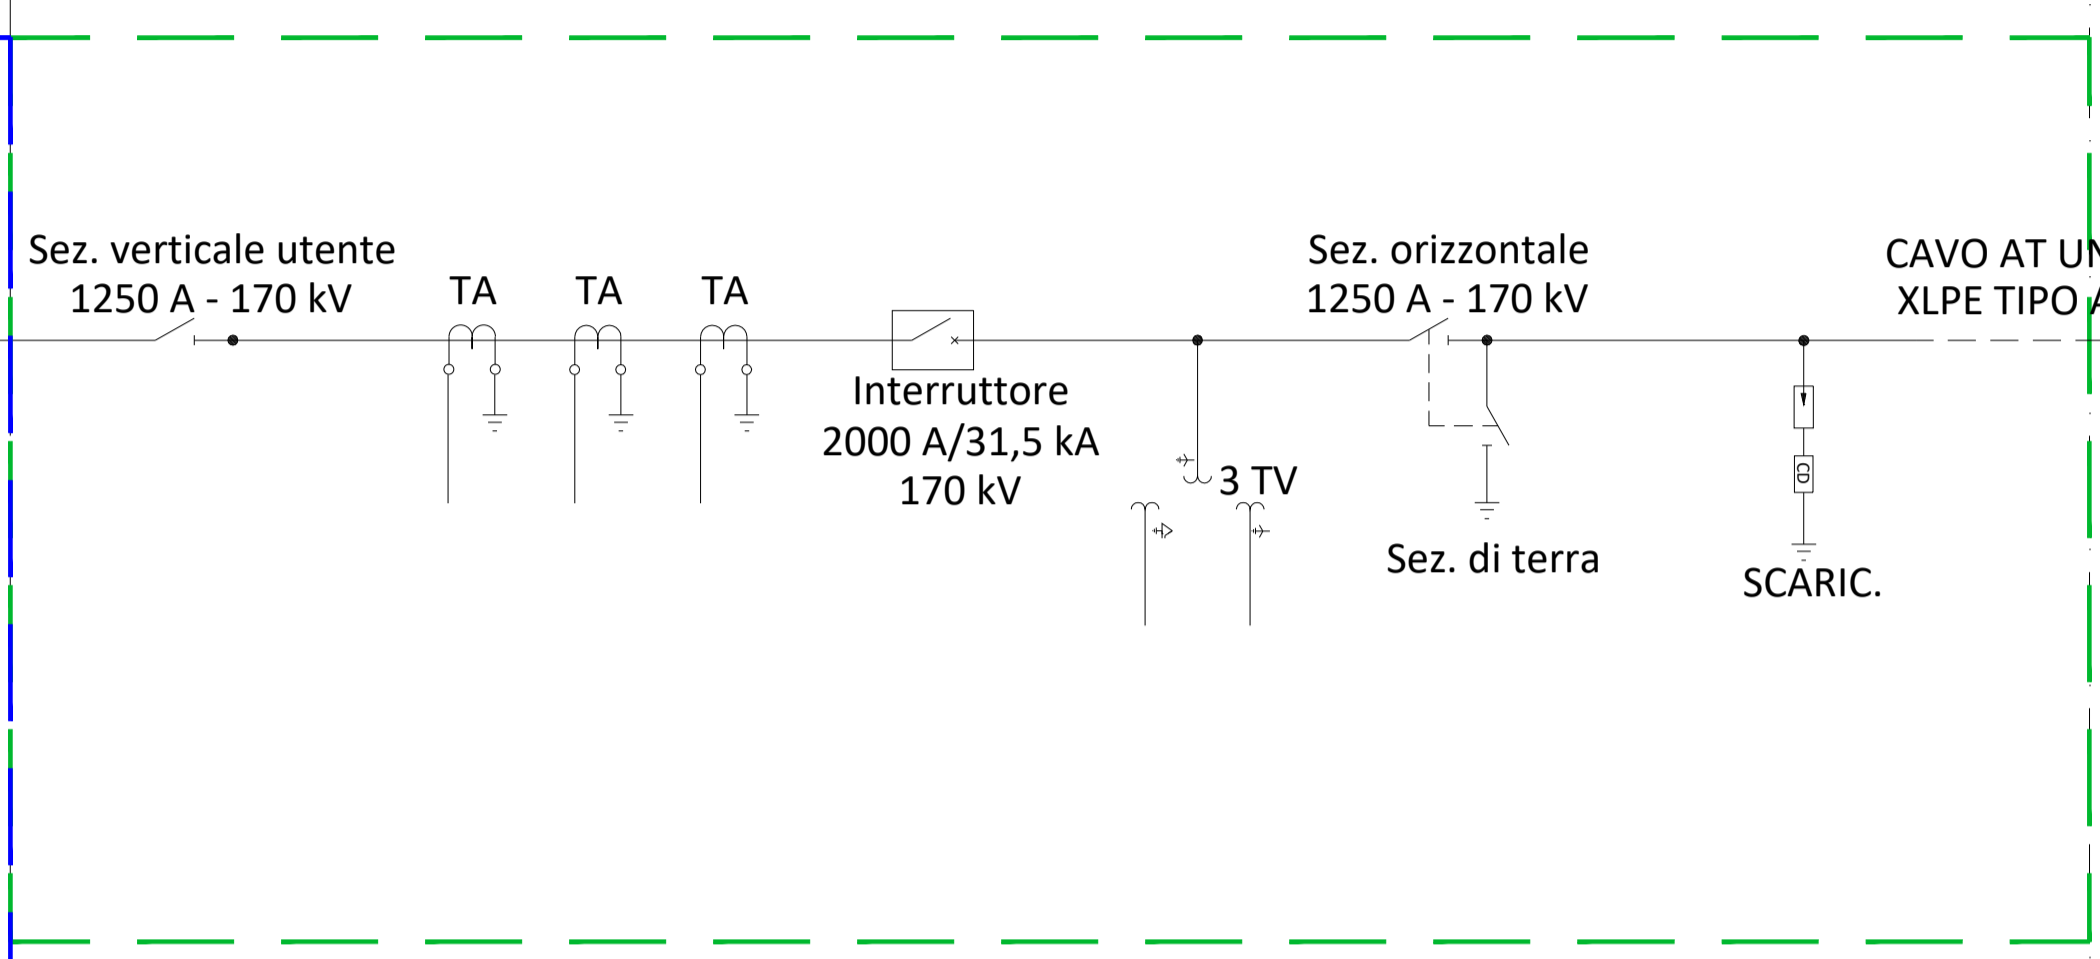 Sez. verticale utente
1250 A - 170 kV
TA
TA
TA
Interruttore
2000 A/31,5 kA
170 kV
3 TV
Sez. orizzontale
1250 A - 170 kV
Sez. di terra
CD
SCARIC.
CAVO AT UN
XLPE TIPO A